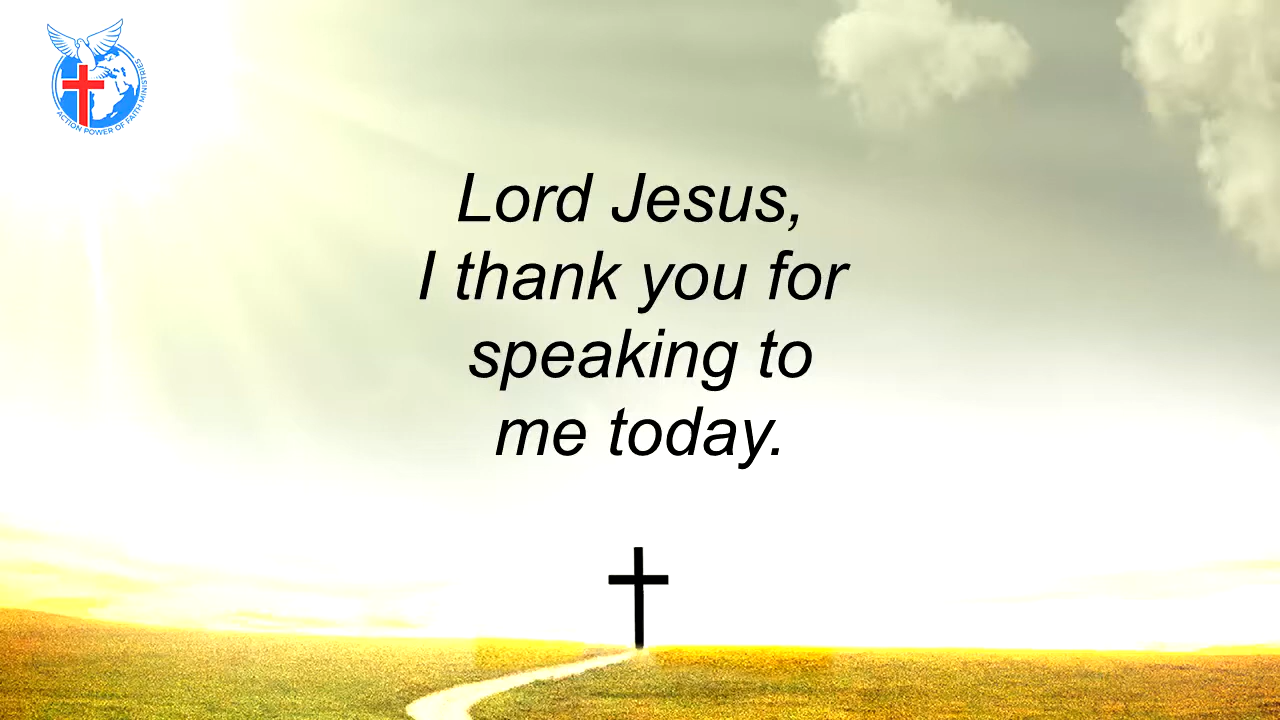 ACTION POWER OF FAITH MINISTRIES
Lord Jesus,
I thank you for
speaking to
me today.